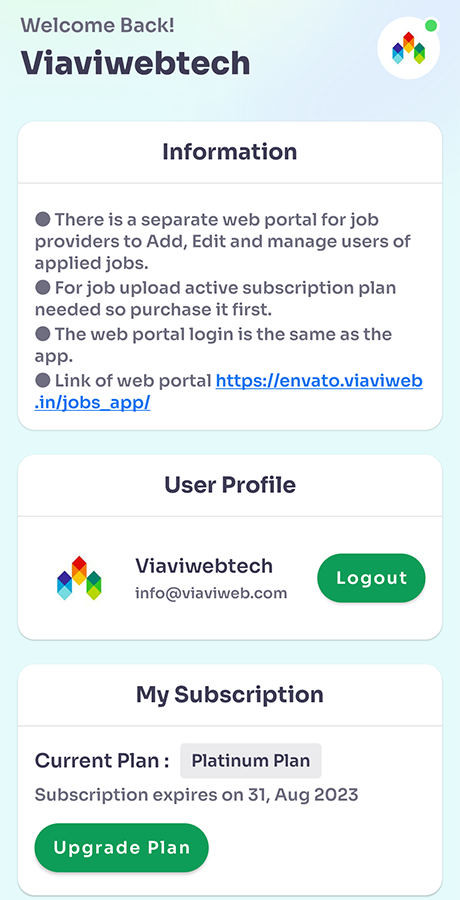 Welcome Back!
Viaviwebtech
Information
● There is a separate web portal for job
providers to Add, Edit and manage users of
applied jobs.
● For job upload active subscription plan
needed so purchase it first.
● The web portal login is the same as the
app.
● Link of web portal https://envato.viaviweb
.in/jobs_app/
User Profile
Viaviwebtech
info@viaviweb.com
Logout
My Subscription
Current Plan : Platinum Plan
Subscription expires on 31, Aug 2023
Upgrade Plan